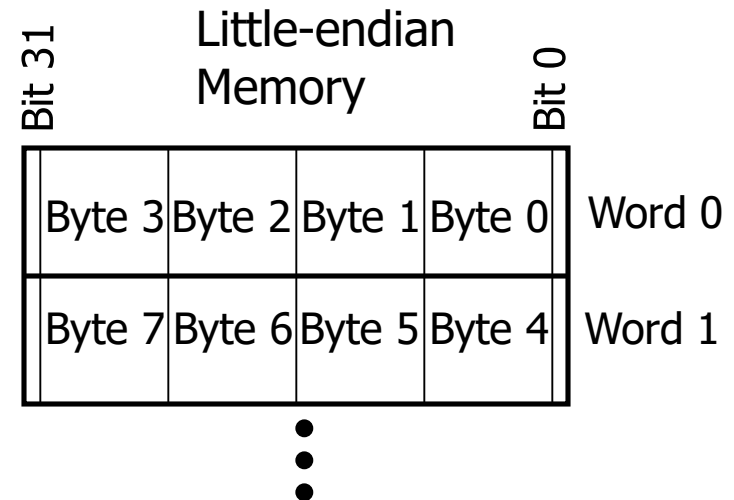 Bit 31
Little-endian
Memory
Bit 0
Byte 3 Byte 2 Byte 1 Byte 0 Word 0
Byte 7 Byte 6 Byte 5 Byte 4 Word 1